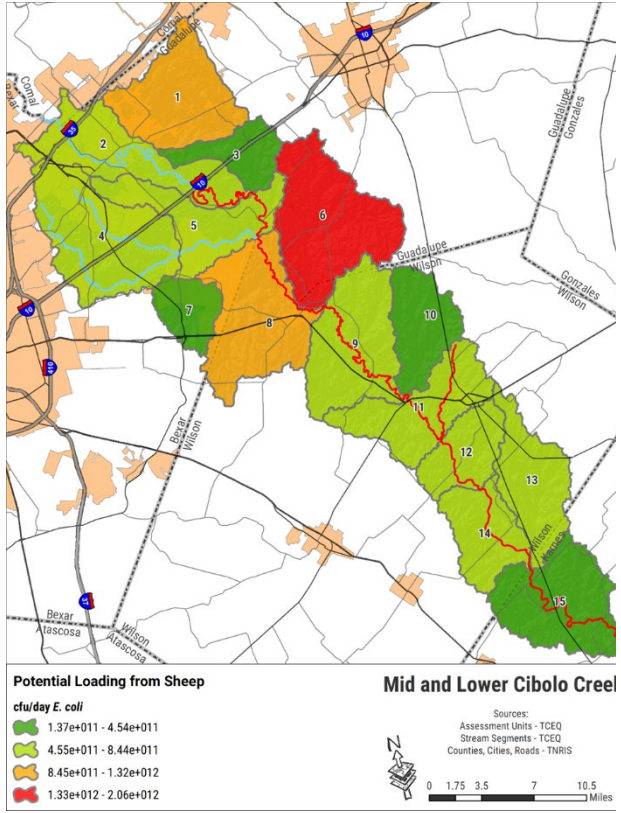 Comal
Guadalupe
10
Comal
Bexar
35
1
2
3
10
Guadalupe
Gonzales
4
5
6
Guadalupe
Wilson
Gonzales
Wilson
7
8
9
10
10
410
11
12
13
Bexar
Wilson
14
Wilson
Karnes
15
37
Bexar
Atascosa
Wilson
Atascosa
Potential Loading from Sheep
cfu/day E. coli
1.37e+011 - 4.54e+011
4.55e+011 - 8.44e+011
8.45e+011 - 1.32e+012
1.33e+012 - 2.06e+012
Mid and Lower Cibolo Creel
Sources:
Assessment Units - TCEQ
Stream Segments - TCEQ
Counties, Cities, Roads - TNRIS
N
0 1.75 3.5 7 10.5
Miles